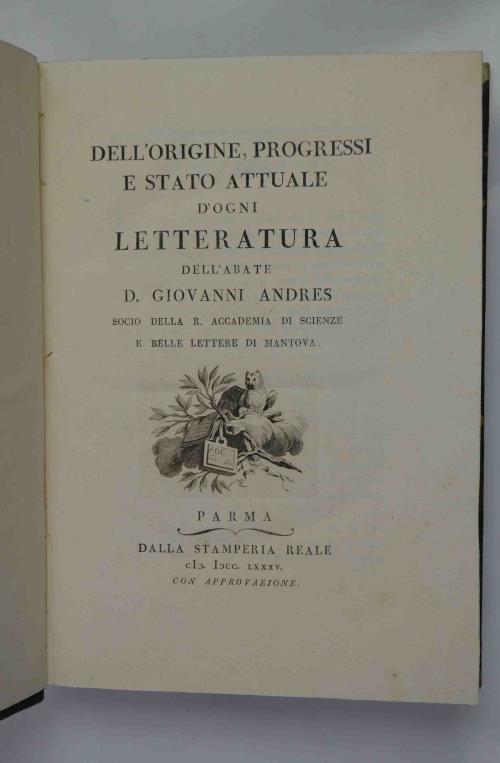 DELL'ORIGINE, PROGRESSI
E STATO ATTUALE
D'OGNI
LETTERATURA
DELL'ABATE
D. GIOVANNI ANDRES
SOCIO DELLA R. ACCADEMIA DI SCIENZE
E BELLE LETTERE DI MANTOVA.
ABC
PARMA
DALLA STAMPERIA REALE
cIↃ. IↃcc. LXXXV.
CON APPROVAZIONE.